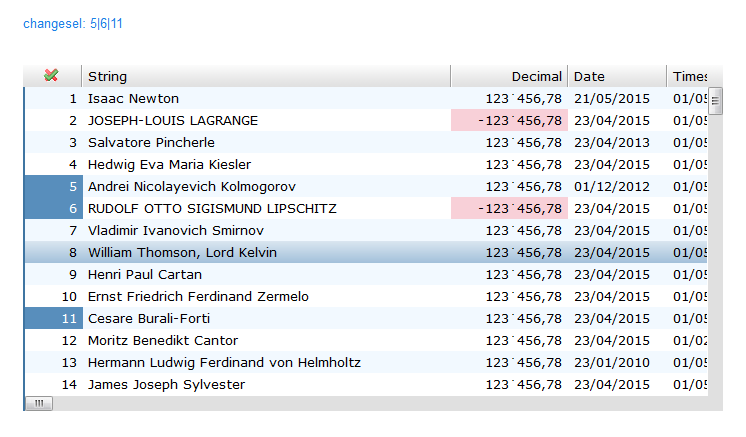 changesel: 5|6|11
String Decimal Date Times
1 Isaac Newton 123˙456,78 21/05/2015 01/05
2 JOSEPH-LOUIS LAGRANGE -123˙456,78 23/04/2015 01/05
3 Salvatore Pincherle 123˙456,78 23/04/2013 01/05
4 Hedwig Eva Maria Kiesler 123˙456,78 23/04/2015 01/05
5 Andrei Nicolayevich Kolmogorov 123˙456,78 01/12/2012 01/05
6 RUDOLF OTTO SIGISMUND LIPSCHITZ -123˙456,78 23/04/2015 01/05
7 Vladimir Ivanovich Smirnov 123˙456,78 23/04/2015 01/05
8 William Thomson, Lord Kelvin 123˙456,78 23/04/2015 01/05
9 Henri Paul Cartan 123˙456,78 23/04/2015 01/05
10 Ernst Friedrich Ferdinand Zermelo 123˙456,78 23/04/2015 01/05
11 Cesare Burali-Forti 123˙456,78 23/04/2015 01/05
12 Moritz Benedikt Cantor 123˙456,78 23/04/2015 01/02
13 Hermann Ludwig Ferdinand von Helmholtz 123˙456,78 23/01/2010 01/05
14 James Joseph Sylvester 123˙456,78 23/04/2015 01/05